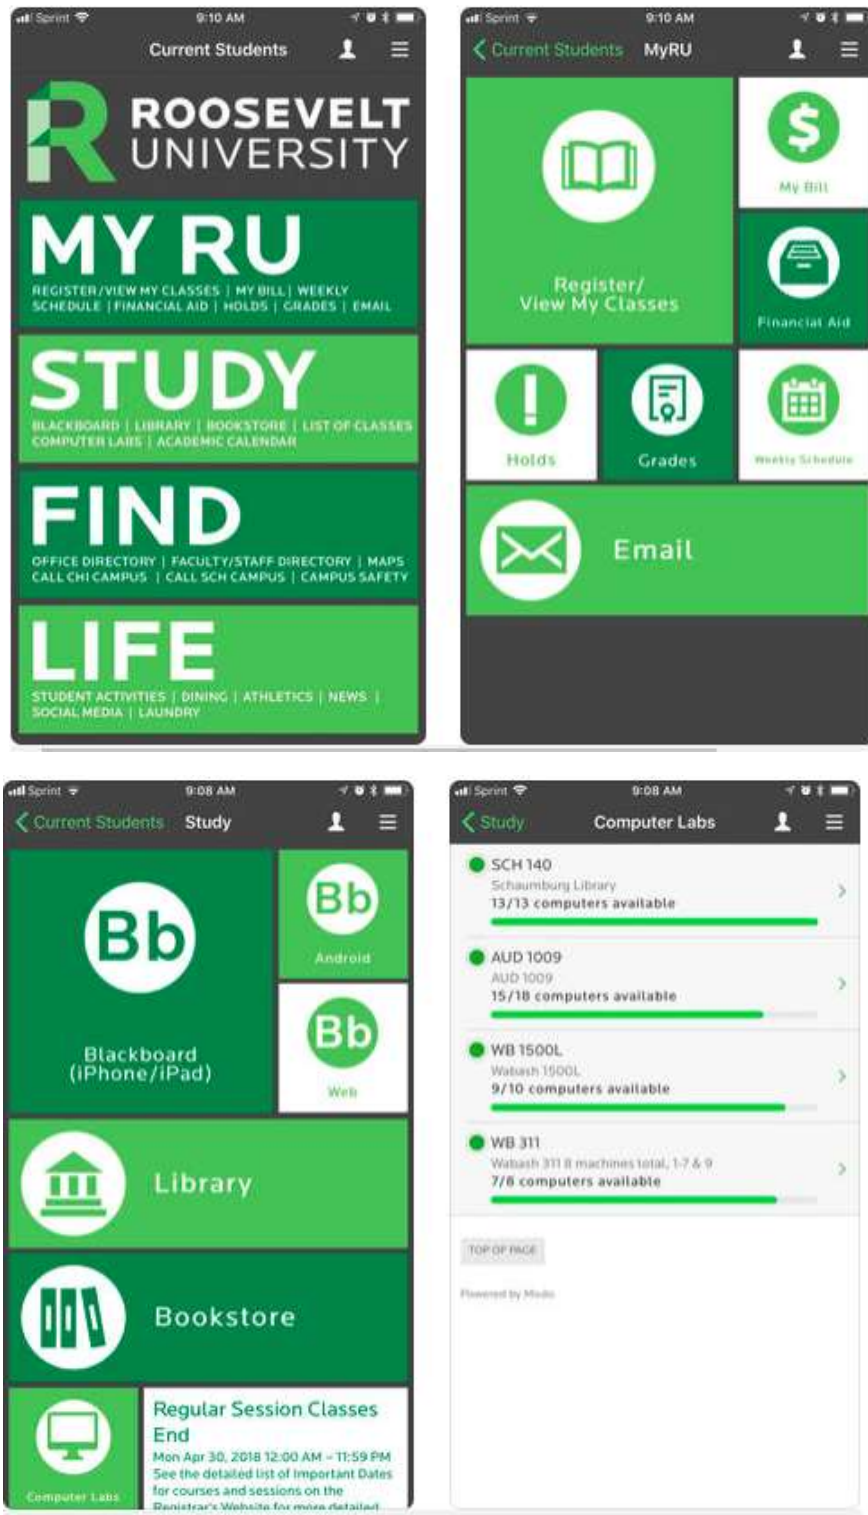 Sprint 9:10 AM
Current Students
ROOSEVELT
UNIVERSITY
MY RU
REGISTER/VIEW MY CLASSES | MY BILL | WEEKLY
SCHEDULE | FINANCIAL AID | HOLDS | GRADES | EMAIL
STUDY
BLACKBOARD | LIBRARY | BOOKSTORE | LIST OF CLASSES
COMPUTER LABS | ACADEMIC CALENDAR
FIND
OFFICE DIRECTORY | FACULTY/STAFF DIRECTORY | MAPS
CALL CHI CAMPUS | CALL SCH CAMPUS | CAMPUS SAFETY
LIFE
STUDENT ACTIVITIES | DINING | ATHLETICS | NEWS |
SOCIAL MEDIA | LAUNDRY
Sprint 9:10 AM
Current Students MyRU
$
My Bill
Register/
View My Classes
Financial Aid
Holds
Grades
Weekly Schedule
Email
Sprint 9:08 AM
Current Students Study
Bb
Blackboard
(iPhone/iPad)
Bb
Android
Bb
Web
Library
Bookstore
Computer Labs
Regular Session Classes
End
Mon Apr 30, 2018 12:00 AM – 11:59 PM
See the detailed list of Important Dates
for courses and sessions on the
Registrar's Website for more detailed
Sprint 9:08 AM
Study Computer Labs
SCH 140
Schaumburg Library
13/13 computers available
AUD 1009
AUD 1009
15/18 computers available
WB 1500L
Wabash 1500L
9/10 computers available
WB 311
Wabash 311 8 machines total, 1-7 & 9
7/8 computers available
TOP OF PAGE
Powered by Modo